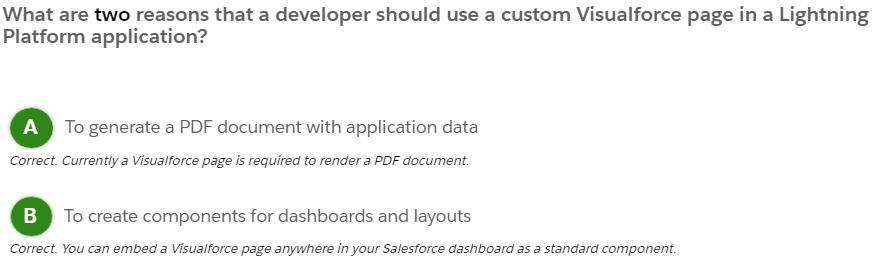 What are two reasons that a developer should use a custom Visualforce page in a Lightning
Platform application?
A To generate a PDF document with application data
Correct. Currently a Visualforce page is required to render a PDF document.
B To create components for dashboards and layouts
Correct. You can embed a Visualforce page anywhere in your Salesforce dashboard as a standard component.